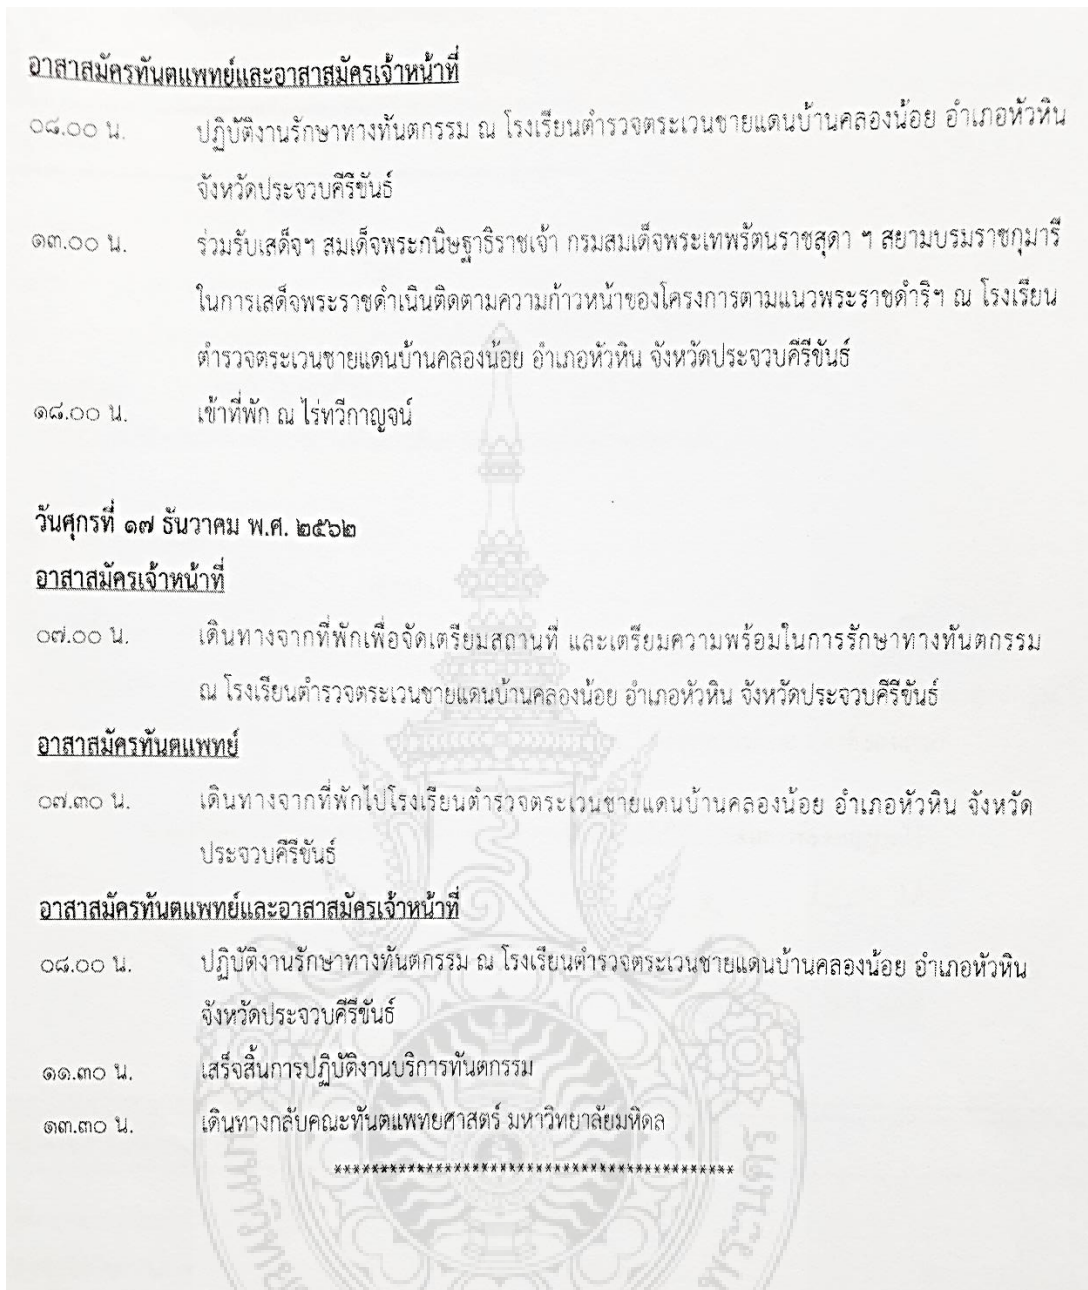 อาสาสมัครทันตแพทย์และอาสาสมัครเจ้าหน้าที่
๐๘.๐๐ น. ปฏิบัติงานรักษาทางทันตกรรม ณ โรงเรียนตำรวจตระเวนชายแดนบ้านคลองน้อย อำเภอหัวหิน
จังหวัดประจวบคีรีขันธ์
๑๓.๐๐ น. ร่วมรับเสด็จฯ สมเด็จพระกนิษฐาธิราชเจ้า กรมสมเด็จพระเทพรัตนราชสุดา ฯ สยามบรมราชกุมารี
ในการเสด็จพระราชดำเนินติดตามความก้าวหน้าของโครงการตามแนวพระราชดำริฯ ณ โรงเรียน
ตำรวจตระเวนชายแดนบ้านคลองน้อย อำเภอหัวหิน จังหวัดประจวบคีรีขันธ์
๑๘.๐๐ น. เข้าที่พัก ณ ไร่ทวีกาญจน์
วันศุกร์ที่ ๑๗ ธันวาคม พ.ศ. ๒๕๖๒
อาสาสมัครเจ้าหน้าที่
๐๗.๐๐ น. เดินทางจากที่พักเพื่อจัดเตรียมสถานที่ และเตรียมความพร้อมในการรักษาทางทันตกรรม
ณ โรงเรียนตำรวจตระเวนชายแดนบ้านคลองน้อย อำเภอหัวหิน จังหวัดประจวบคีรีขันธ์
อาสาสมัครทันตแพทย์
๐๗.๓๐ น. เดินทางจากที่พักไปโรงเรียนตำรวจตระเวนชายแดนบ้านคลองน้อย อำเภอหัวหิน จังหวัด
ประจวบคีรีขันธ์
อาสาสมัครทันตแพทย์และอาสาสมัครเจ้าหน้าที่
๐๘.๐๐ น. ปฏิบัติงานรักษาทางทันตกรรม ณ โรงเรียนตำรวจตระเวนชายแดนบ้านคลองน้อย อำเภอหัวหิน
จังหวัดประจวบคีรีขันธ์
๑๑.๓๐ น. เสร็จสิ้นการปฏิบัติงานบริการทันตกรรม
๑๓.๓๐ น. เดินทางกลับคณะทันตแพทยศาสตร์ มหาวิทยาลัยมหิดล
*******************************************
พระนคร